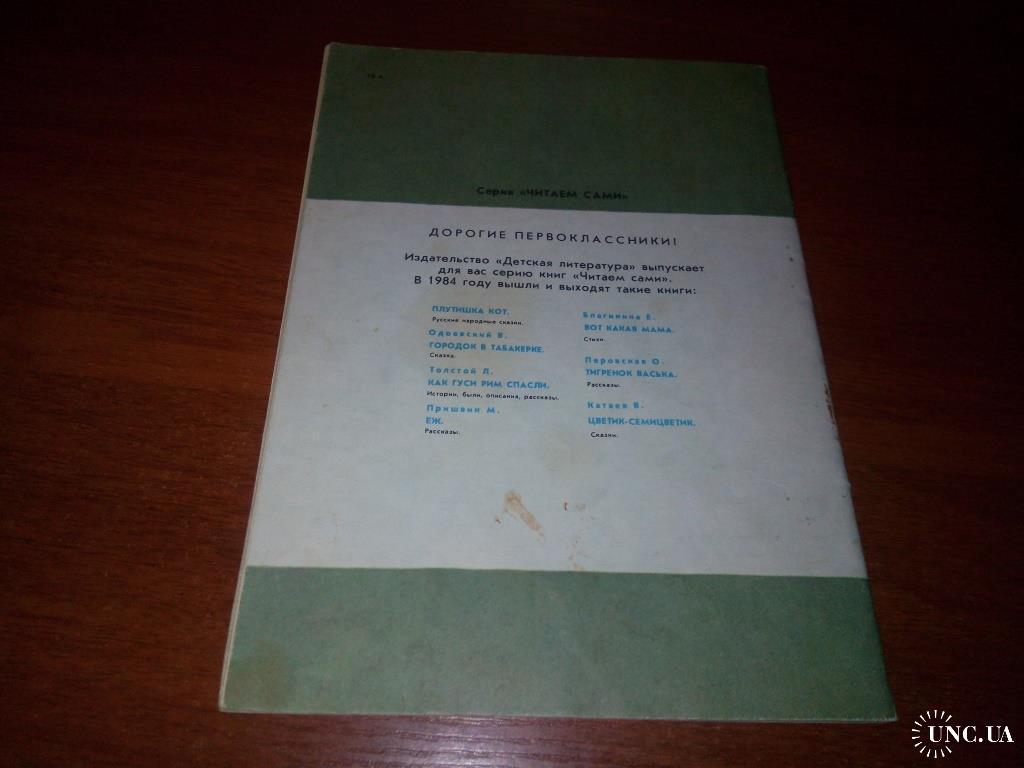 Серия «ЧИТАЕМ САМИ»
ДОРОГИЕ ПЕРВОКЛАССНИКИ!
Издательство «Детская литература» выпускает
для вас серию книг «Читаем сами».
В 1984 году вышли и выходят такие книги:
ПЛУТИШКА КОТ.
Русские народные сказки.
Одоевский В.
ГОРОДОК В ТАБАКЕРКЕ.
Сказка.
Толстой Л.
КАК ГУСИ РИМ СПАСЛИ.
Истории, были, описания, рассказы.
Пришвин М.
ЕЖ.
Рассказы.
Благинина Е.
ВОТ КАКАЯ МАМА.
Стихи.
Перовская О.
ТИГРЕНОК ВАСЬКА.
Рассказы.
Катаев В.
ЦВЕТИК-СЕМИЦВЕТИК.
Сказки.
UNC.UA